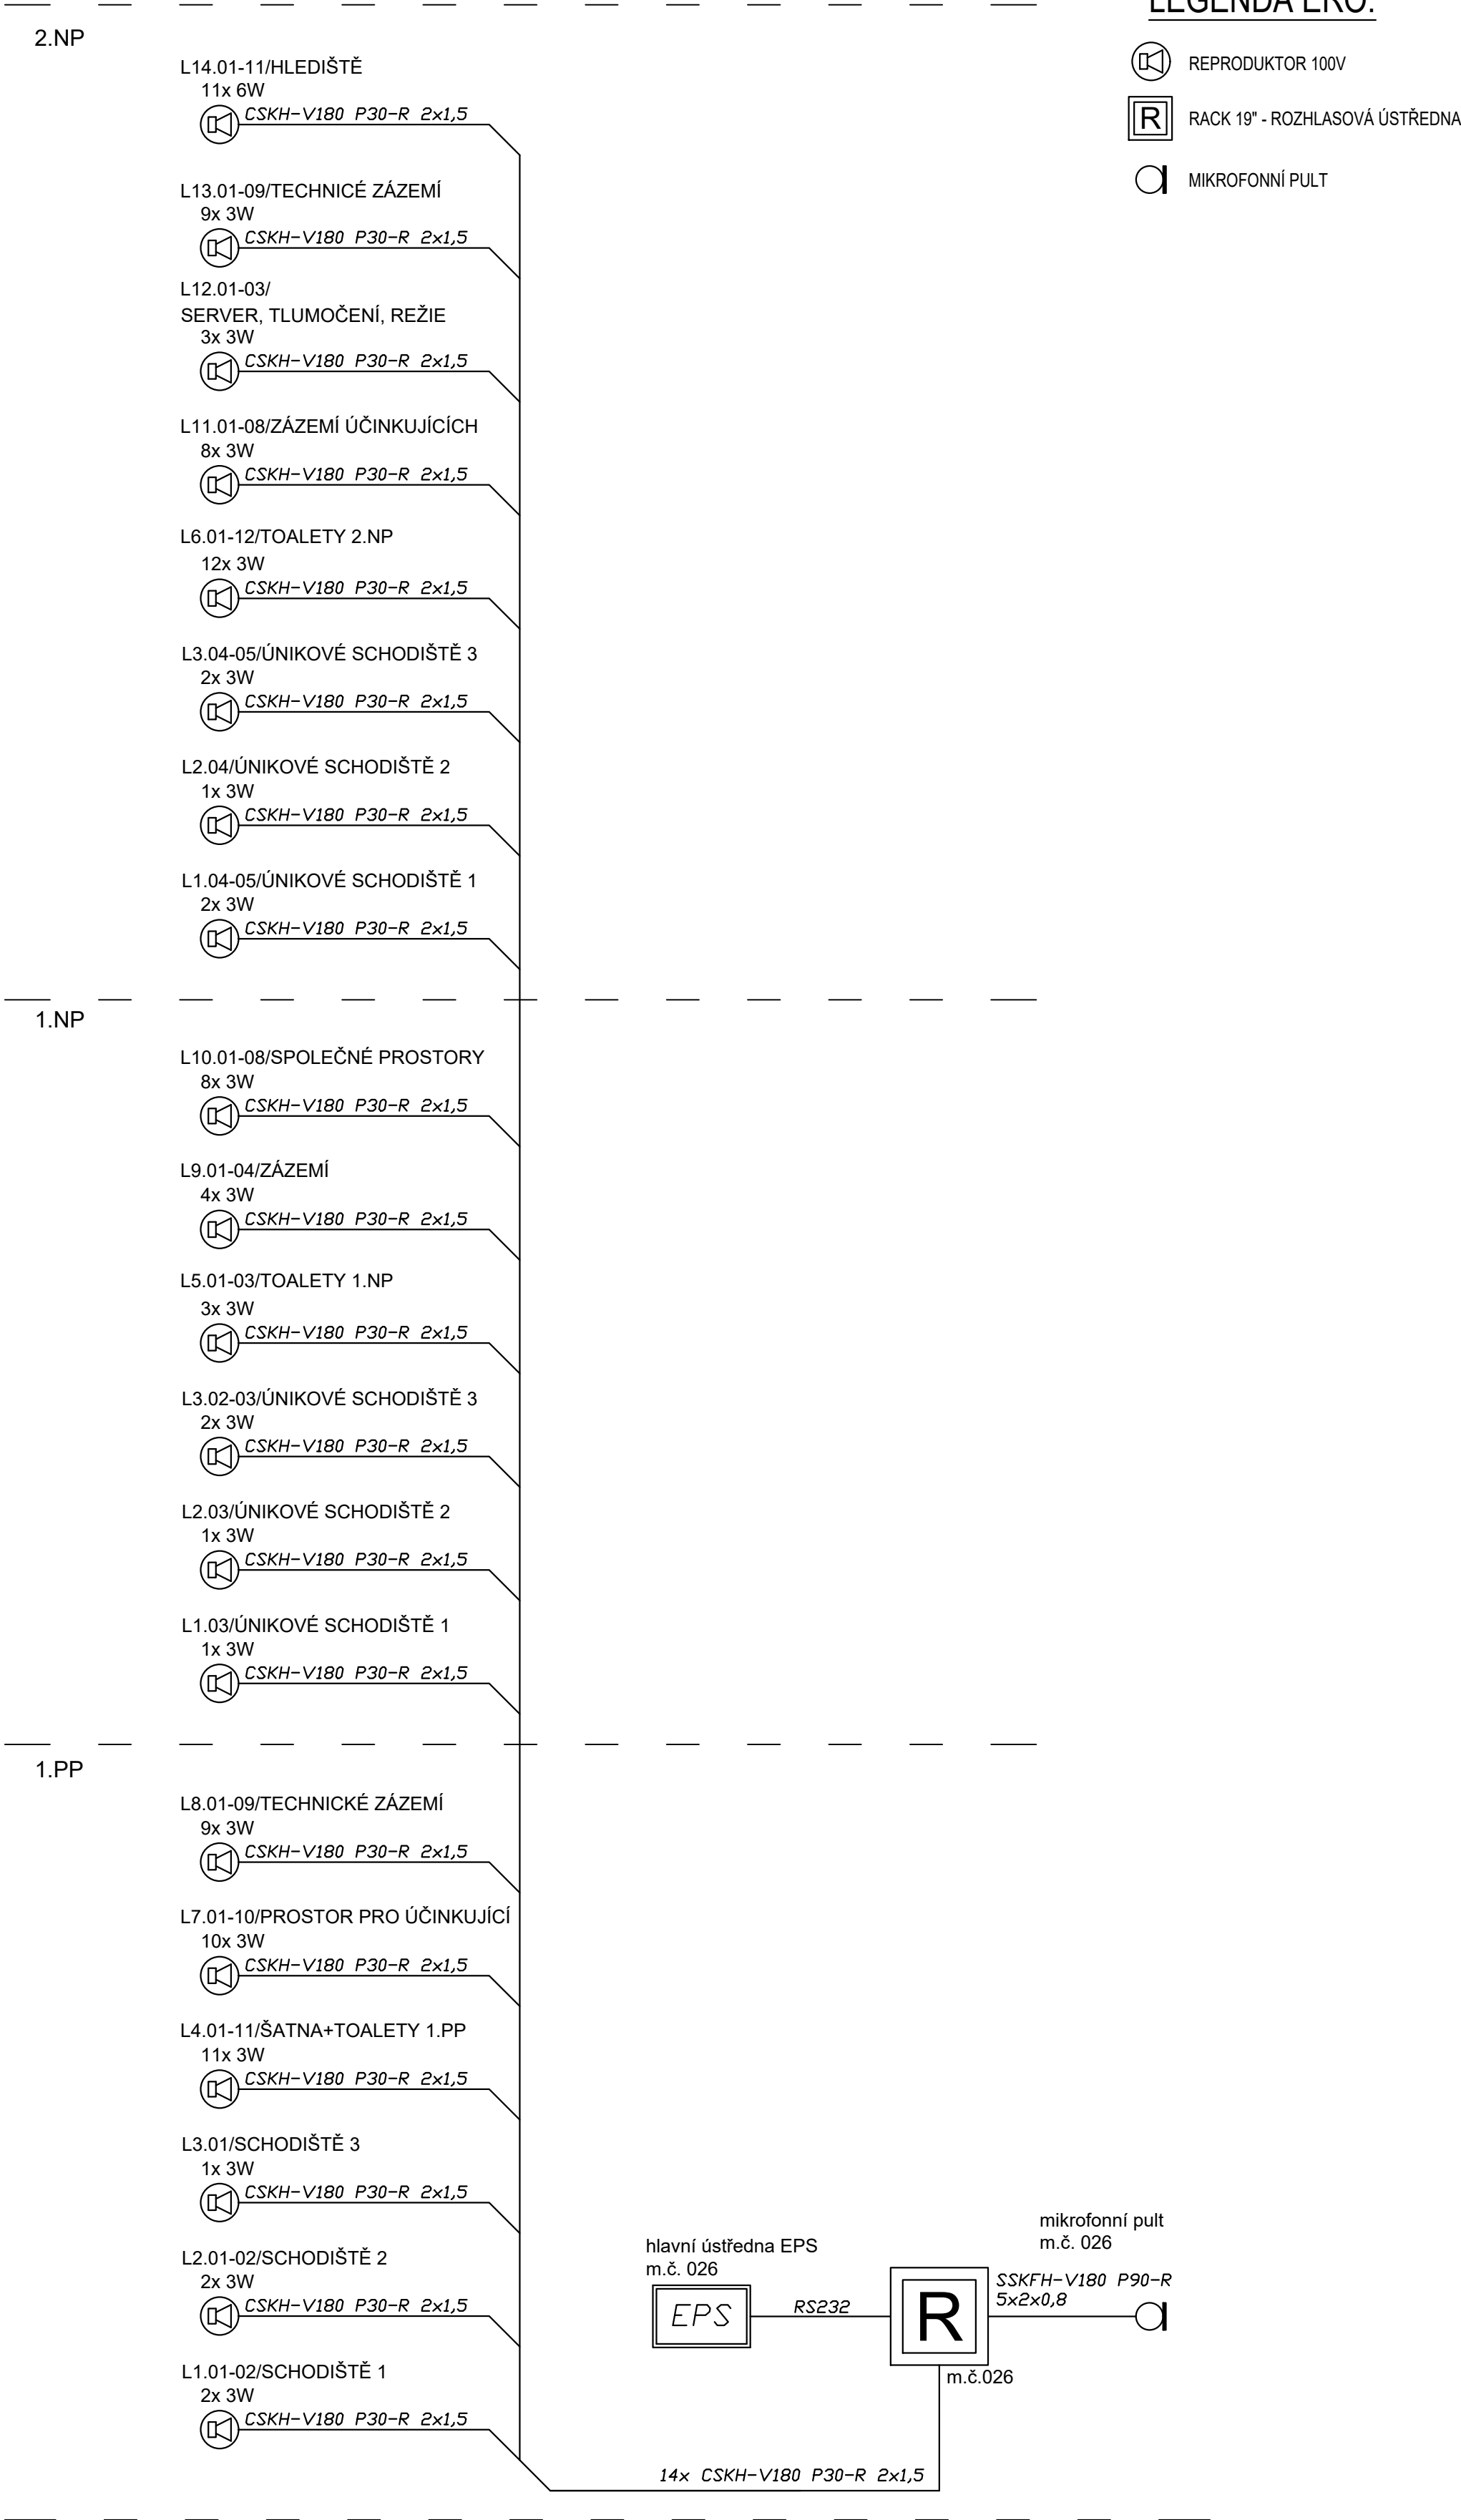 LEGENDA ERO:
REPRODUKTOR 100V
R
RACK 19" - ROZHLASOVÁ ÚSTŘEDNA
MIKROFONNÍ PULT
2.NP
L14.01-11/HLEDIŠTĚ
11x 6W
CSKH-V180 P30-R 2x1,5
L13.01-09/TECHNICÉ ZÁZEMÍ
9x 3W
CSKH-V180 P30-R 2x1,5
L12.01-03/
SERVER, TLUMOČENÍ, REŽIE
3x 3W
CSKH-V180 P30-R 2x1,5
L11.01-08/ZÁZEMÍ ÚČINKUJÍCÍCH
8x 3W
CSKH-V180 P30-R 2x1,5
L6.01-12/TOALETY 2.NP
12x 3W
CSKH-V180 P30-R 2x1,5
L3.04-05/ÚNIKOVÉ SCHODIŠTĚ 3
2x 3W
CSKH-V180 P30-R 2x1,5
L2.04/ÚNIKOVÉ SCHODIŠTĚ 2
1x 3W
CSKH-V180 P30-R 2x1,5
L1.04-05/ÚNIKOVÉ SCHODIŠTĚ 1
2x 3W
CSKH-V180 P30-R 2x1,5
1.NP
L10.01-08/SPOLEČNÉ PROSTORY
8x 3W
CSKH-V180 P30-R 2x1,5
L9.01-04/ZÁZEMÍ
4x 3W
CSKH-V180 P30-R 2x1,5
L5.01-03/TOALETY 1.NP
3x 3W
CSKH-V180 P30-R 2x1,5
L3.02-03/ÚNIKOVÉ SCHODIŠTĚ 3
2x 3W
CSKH-V180 P30-R 2x1,5
L2.03/ÚNIKOVÉ SCHODIŠTĚ 2
1x 3W
CSKH-V180 P30-R 2x1,5
L1.03/ÚNIKOVÉ SCHODIŠTĚ 1
1x 3W
CSKH-V180 P30-R 2x1,5
1.PP
L8.01-09/TECHNICKÉ ZÁZEMÍ
9x 3W
CSKH-V180 P30-R 2x1,5
L7.01-10/PROSTOR PRO ÚČINKUJÍCÍ
10x 3W
CSKH-V180 P30-R 2x1,5
L4.01-11/ŠATNA+TOALETY 1.PP
11x 3W
CSKH-V180 P30-R 2x1,5
L3.01/SCHODIŠTĚ 3
1x 3W
CSKH-V180 P30-R 2x1,5
L2.01-02/SCHODIŠTĚ 2
2x 3W
CSKH-V180 P30-R 2x1,5
L1.01-02/SCHODIŠTĚ 1
2x 3W
CSKH-V180 P30-R 2x1,5
hlavní ústředna EPS
m.č. 026
EPS
RS232
R
m.č.026
mikrofonní pult
m.č. 026
SSKFH-V180 P90-R
5x2x0,8
14x CSKH-V180 P30-R 2x1,5